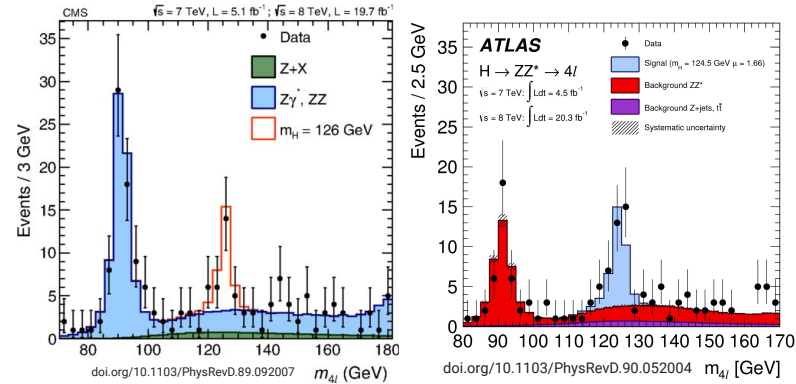 CMS
√s = 7 TeV, L = 5.1 fb⁻¹ ; √s = 8 TeV, L = 19.7 fb⁻¹
Events / 3 GeV
35
30
25
20
15
10
5
0
Data
Z+X
Zγ*, ZZ
m_H = 126 GeV
80 100 120 140 160 180
m_4l (GeV)
doi.org/10.1103/PhysRevD.89.092007
Events / 2.5 GeV
35
30
25
20
15
10
5
0
ATLAS
H → ZZ* → 4l
√s = 7 TeV: ∫Ldt = 4.5 fb⁻¹
√s = 8 TeV: ∫Ldt = 20.3 fb⁻¹
Data
Signal (m_H = 124.5 GeV μ = 1.66)
Background ZZ*
Background Z+jets, tt̄
Systematic uncertainty
80 90 100 110 120 130 140 150 160 170
m_4l [GeV]
doi.org/10.1103/PhysRevD.90.052004